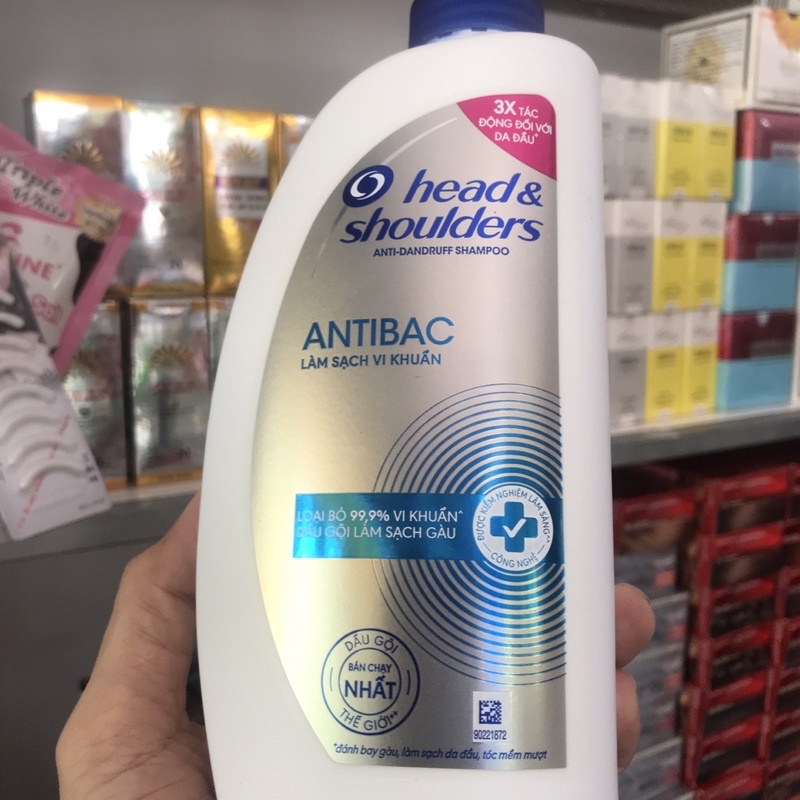 3X TÁC
ĐỘNG ĐỐI VỚI
DA ĐẦU*
head &
shoulders
ANTI-DANDRUFF SHAMPOO
ANTIBAC
LÀM SẠCH VI KHUẨN
LOẠI BỎ 99,9% VI KHUẨN^
DẦU GỘI LÀM SẠCH GÀU
ĐƯỢC KIỂM NGHIỆM LÂM SÀNG^^
CÔNG NGHỆ
DẦU GỘI
BÁN CHẠY
NHẤT
THẾ GIỚI**
90221872
*đánh bay gàu, làm sạch da đầu, tóc mềm mượt
Triple
White